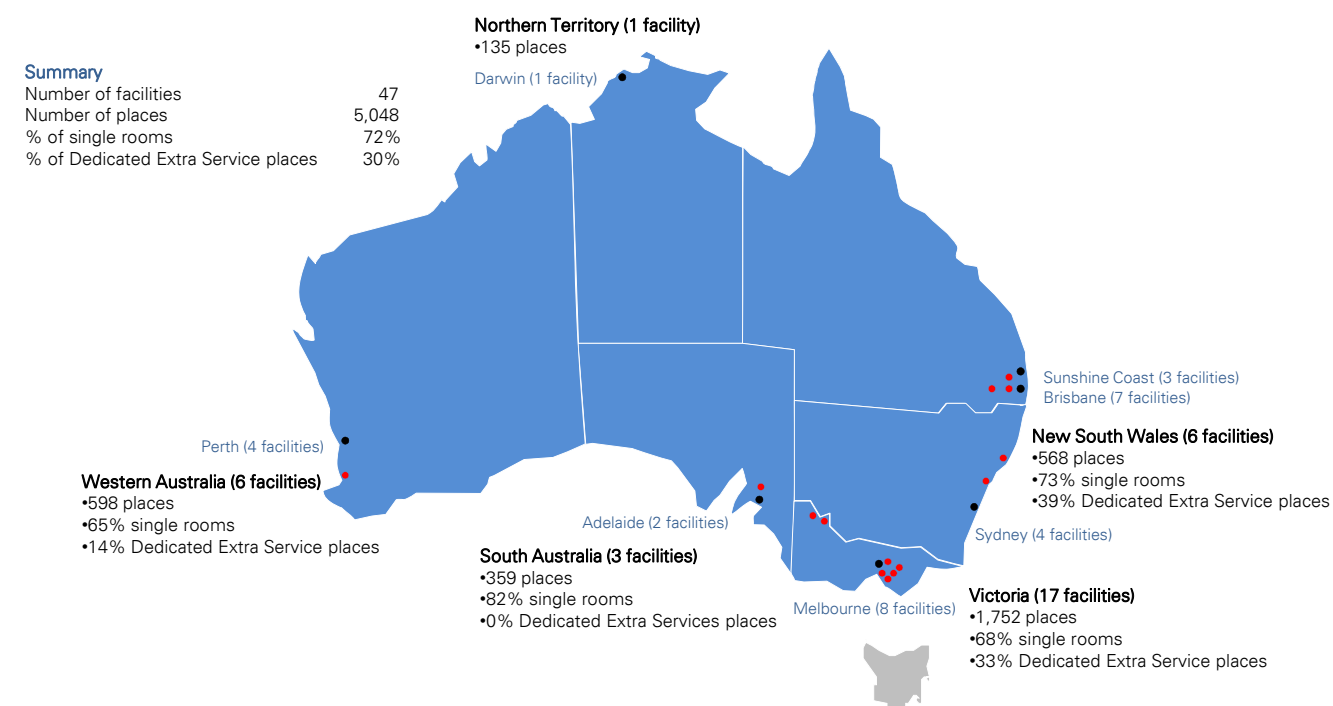 Northern Territory (1 facility)
•135 places
Darwin (1 facility)
Summary
Number of facilities 47
Number of places 5,048
% of single rooms 72%
% of Dedicated Extra Service places 30%
Sunshine Coast (3 facilities)
Brisbane (7 facilities)
New South Wales (6 facilities)
•568 places
•73% single rooms
•39% Dedicated Extra Service places
Sydney (4 facilities)
Perth (4 facilities)
Western Australia (6 facilities)
•598 places
•65% single rooms
•14% Dedicated Extra Service places
Adelaide (2 facilities)
South Australia (3 facilities)
•359 places
•82% single rooms
•0% Dedicated Extra Services places
Melbourne (8 facilities)
Victoria (17 facilities)
•1,752 places
•68% single rooms
•33% Dedicated Extra Service places